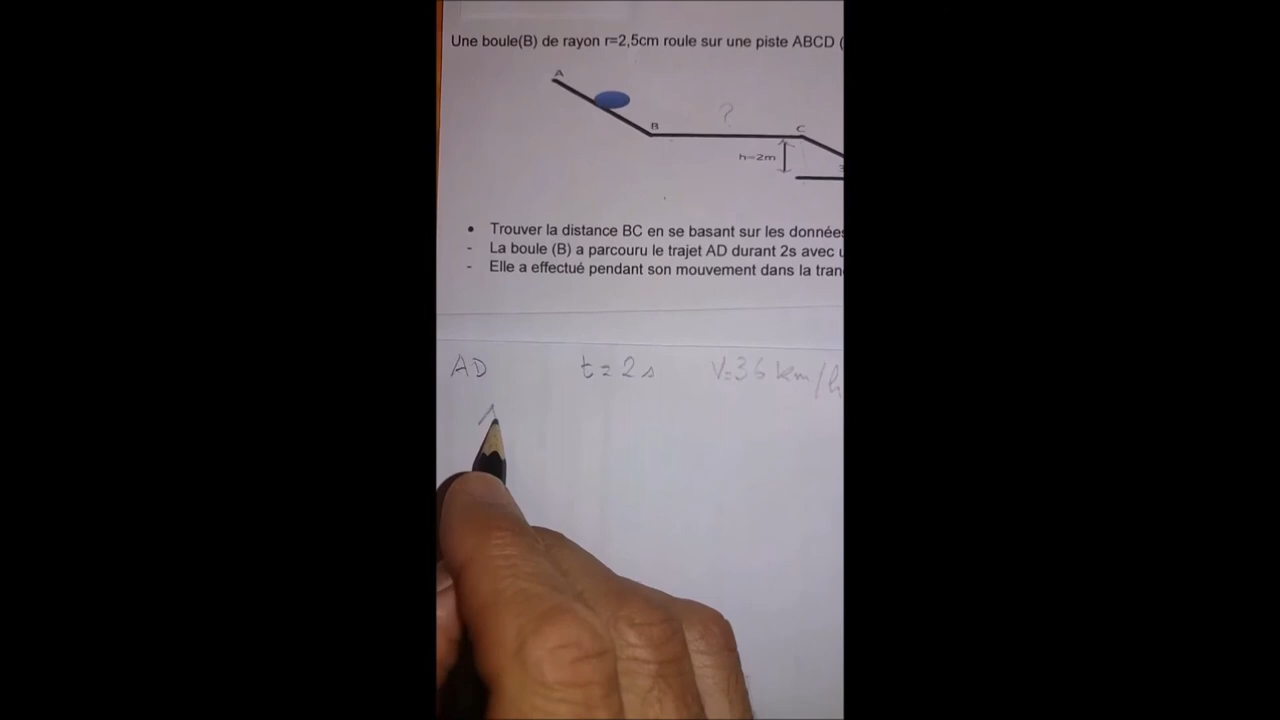 Une boule(B) de rayon r=2,5cm roule sur une piste ABCD (
A
?
B
C
h=2m
• Trouver la distance BC en se basant sur les données
- La boule (B) a parcouru le trajet AD durant 2s avec
- Elle a effectué pendant son mouvement dans la
AD t=2s V=36 km/h